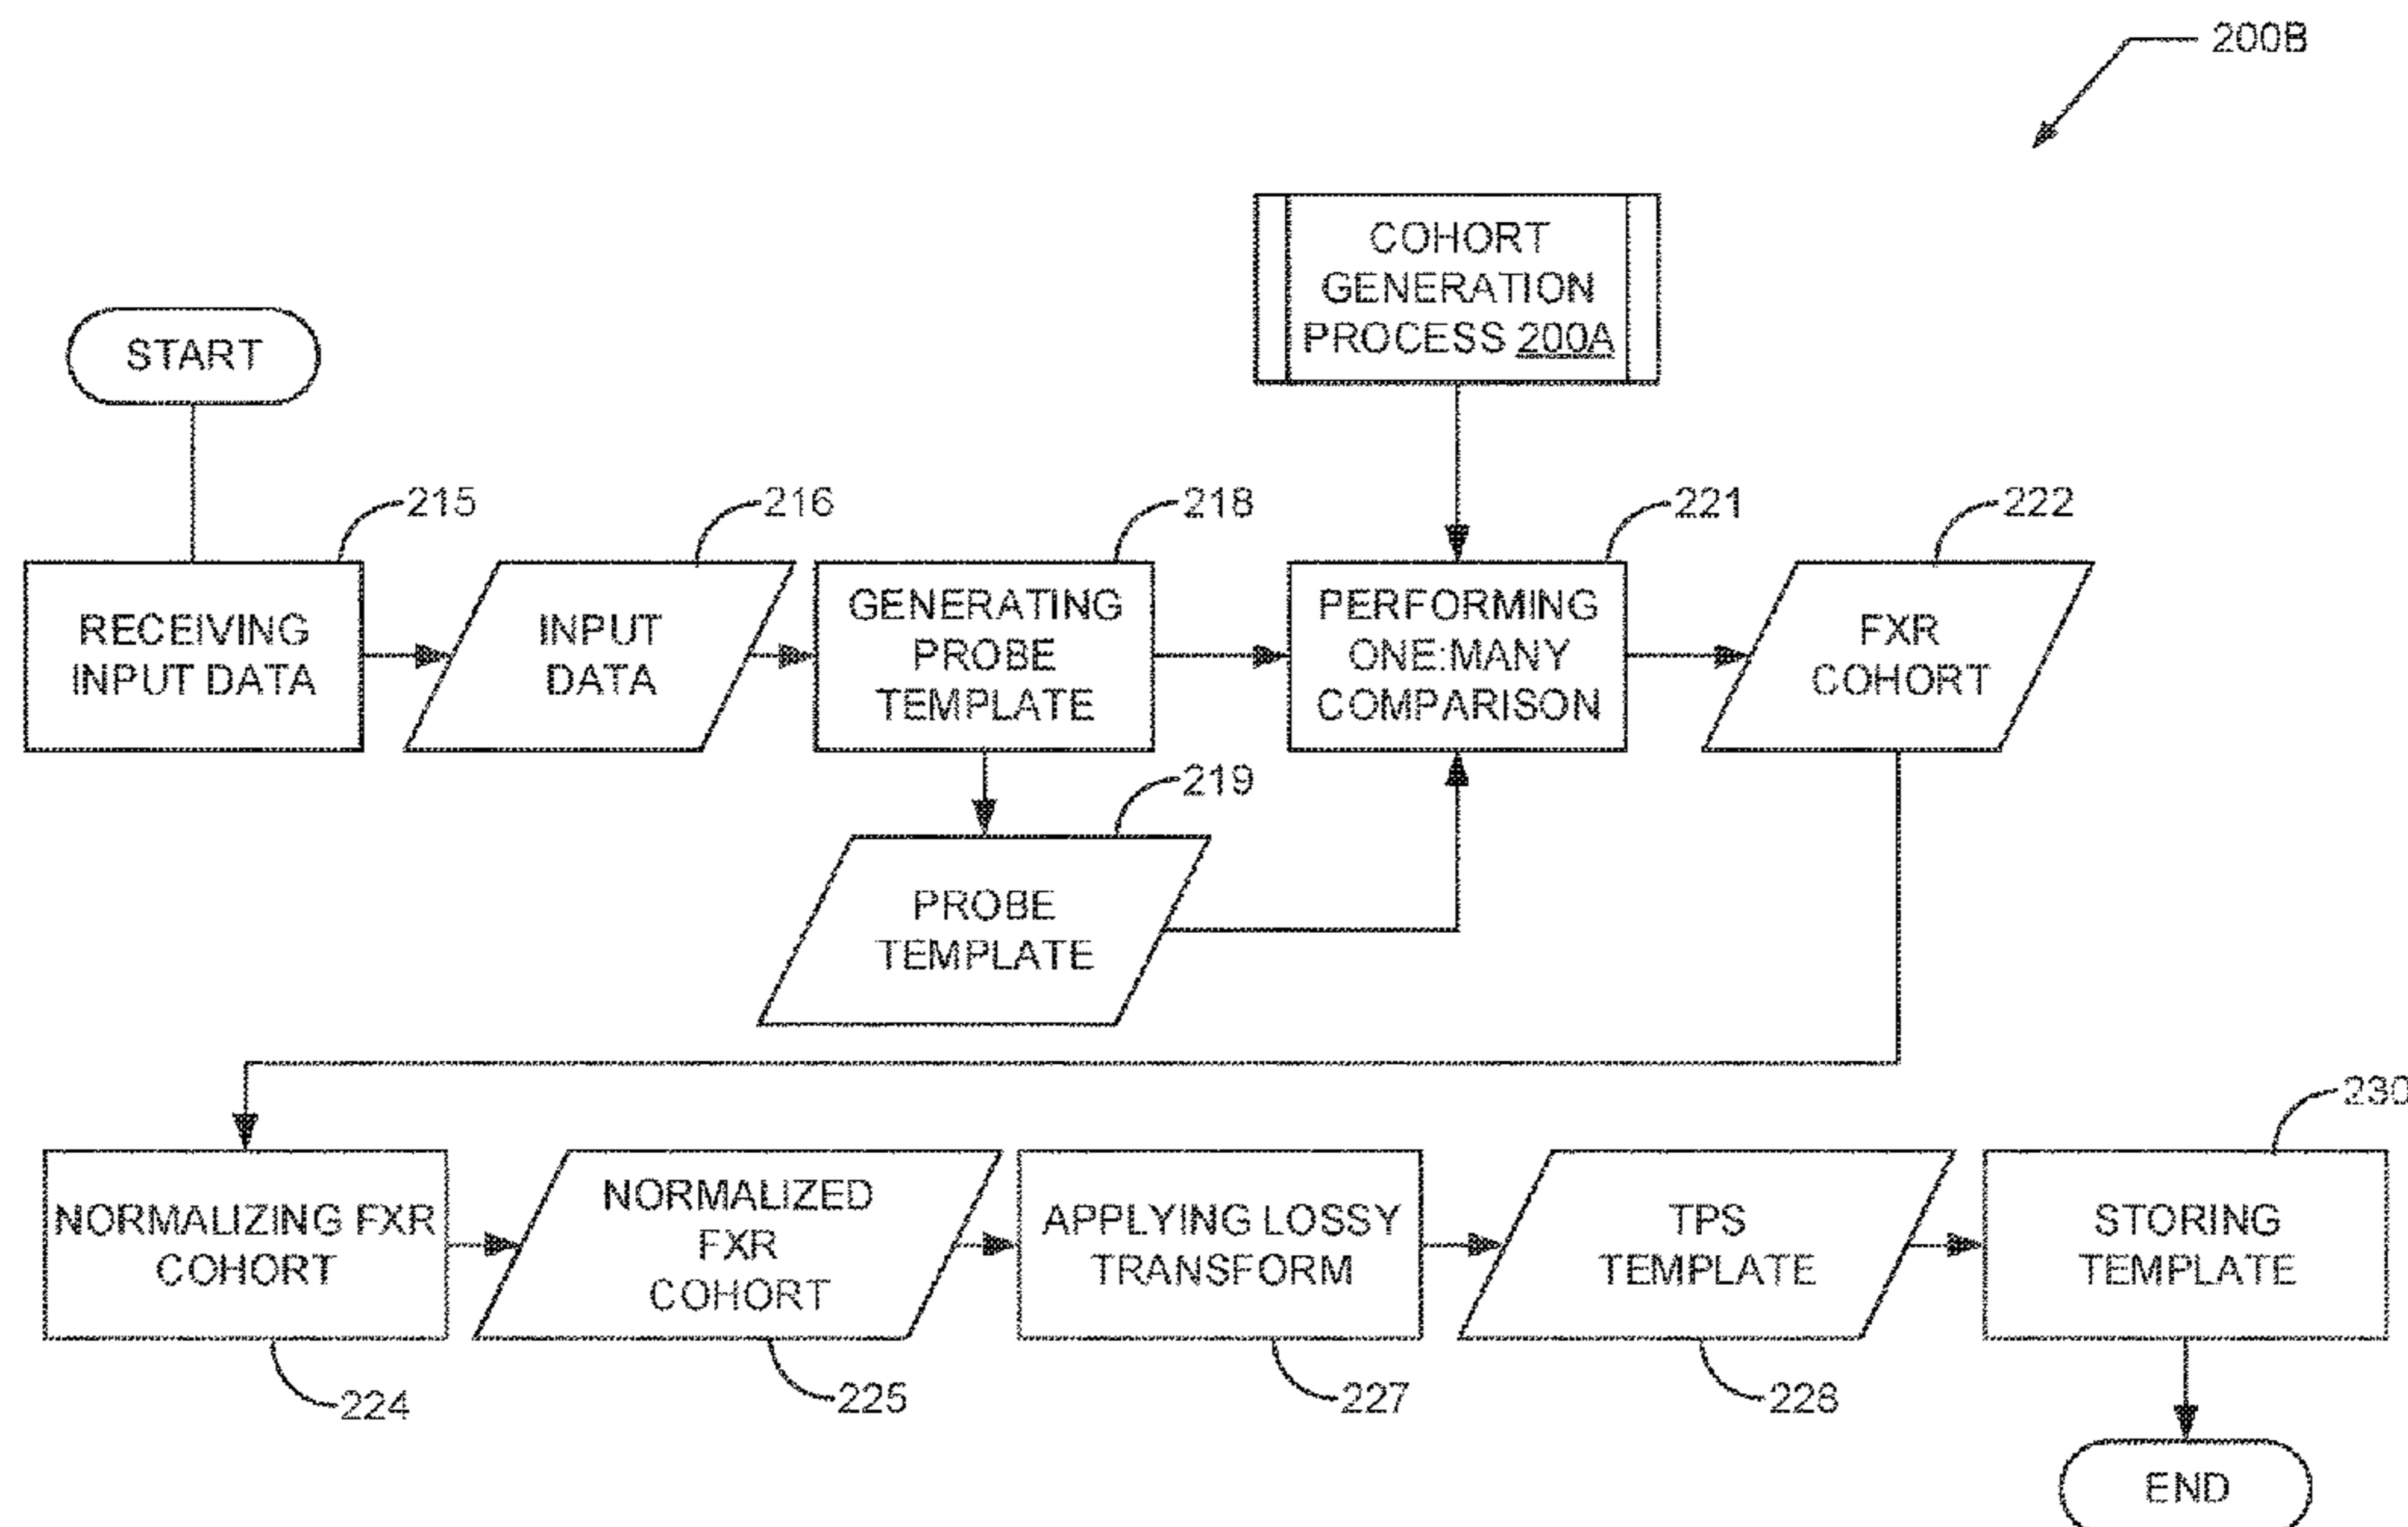 200B
COHORT
GENERATION
PROCESS 200A
START
215
216
218
221
222
RECEIVING
INPUT DATA
INPUT
DATA
GENERATING
PROBE
TEMPLATE
PERFORMING
ONE:MANY
COMPARISON
FXR
COHORT
219
PROBE
TEMPLATE
230
NORMALIZING FXR
COHORT
NORMALIZED
FXR
COHORT
APPLYING LOSSY
TRANSFORM
TPS
TEMPLATE
STORING
TEMPLATE
224
225
227
228
END